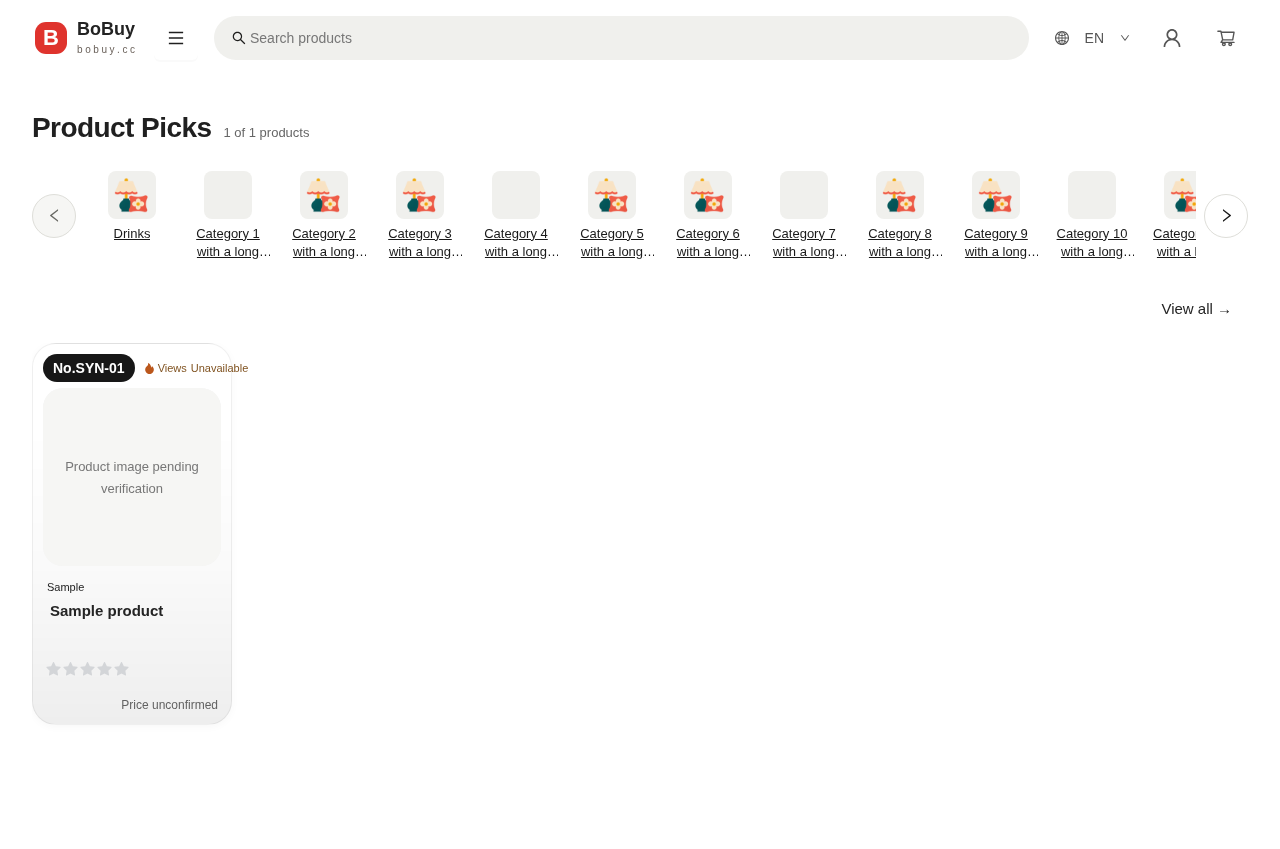 B
BoBuy
bobuy.cc
Search products
EN
Product Picks
1 of 1 products
Drinks
Category 1
with a long…
Category 2
with a long…
Category 3
with a long…
Category 4
with a long…
Category 5
with a long…
Category 6
with a long…
Category 7
with a long…
Category 8
with a long…
Category 9
with a long…
Category 10
with a long…
with a
View all →
No.SYN-01
Views Unavailable
Product image pending
verification
Sample
Sample product
Price unconfirmed